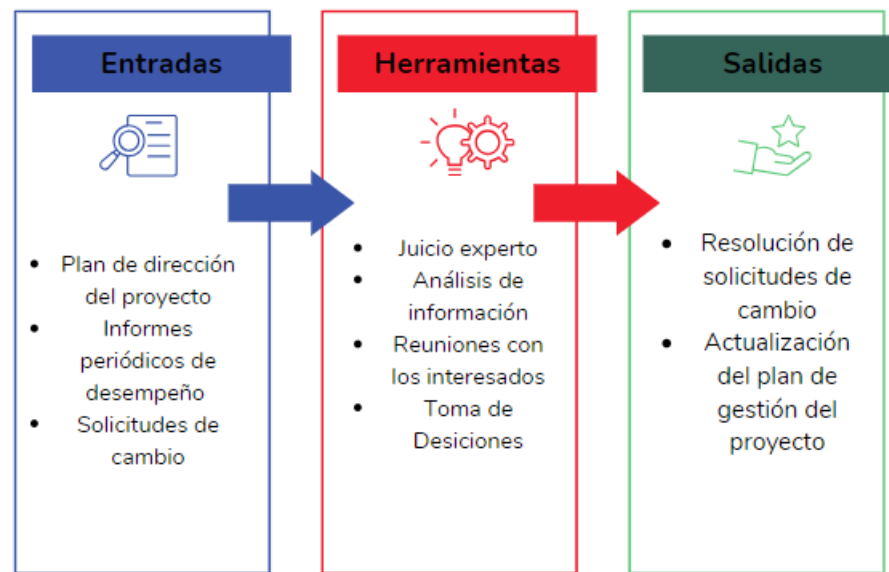 Entradas
• Plan de dirección
del proyecto
• Informes
periódicos de
desempeño
• Solicitudes de
cambio
Herramientas
• Juicio experto
• Análisis de
información
• Reuniones con
los interesados
• Toma de
Desiciones
Salidas
• Resolución de
solicitudes de
cambio
• Actualización
del plan de
gestión del
proyecto